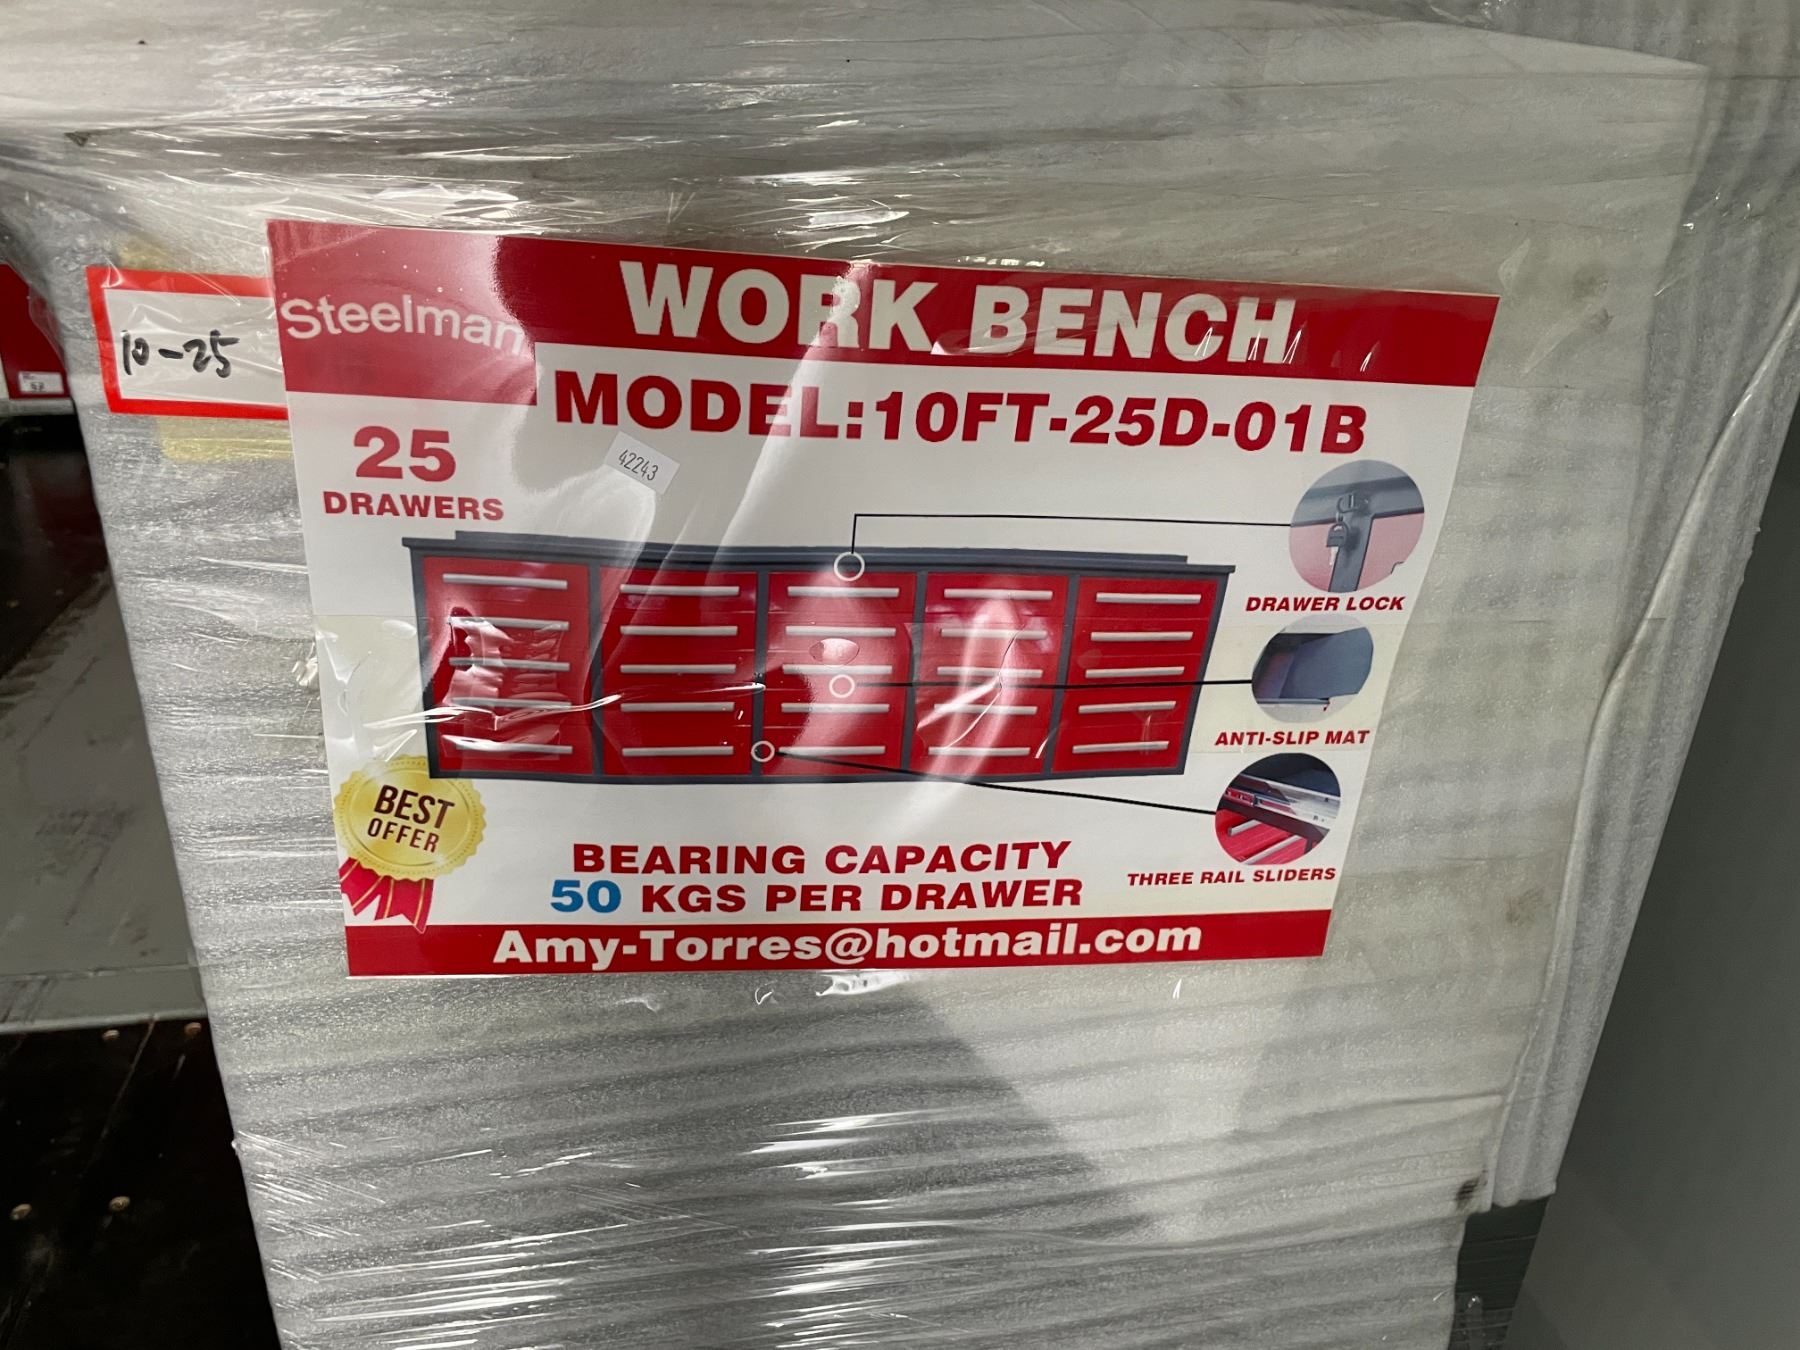 Steelman
WORK BENCH
MODEL:10FT-25D-01B
10-25
25
DRAWERS
42243
DRAWER LOCK
ANTI-SLIP MAT
THREE RAIL SLIDERS
BEST
OFFER
BEARING CAPACITY
50 KGS PER DRAWER
Amy-Torres@hotmail.com